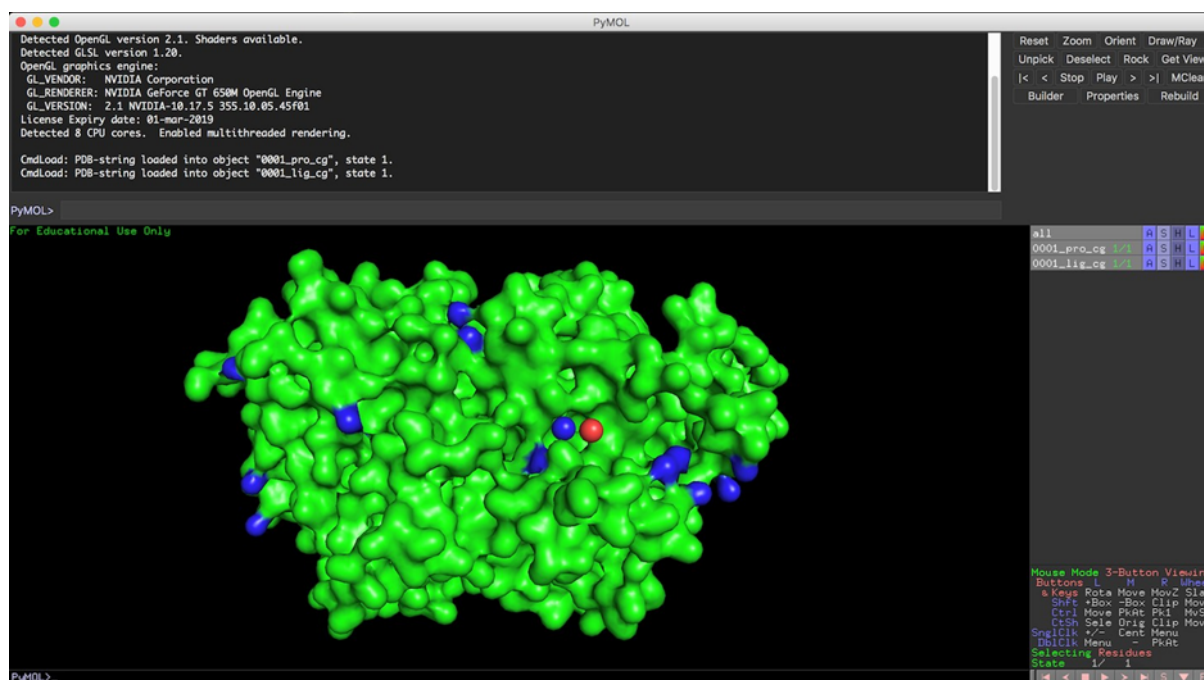 PyMOL
Detected OpenGL version 2.1. Shaders available.
Detected GLSL version 1.20.
OpenGL graphics engine:
GL_VENDOR: NVIDIA Corporation
GL_RENDERER: NVIDIA GeForce GT 650M OpenGL Engine
GL_VERSION: 2.1 NVIDIA-10.17.5 355.10.05.45f01
License Expiry date: 01-mar-2019
Detected 8 CPU cores. Enabled multithreaded rendering.
CmdLoad: PDB-string loaded into object "0001_pro_cg", state 1.
CmdLoad: PDB-string loaded into object "0001_lig_cg", state 1.
PyMOL>
Reset Zoom Orient Draw/Ray
Unpick Deselect Rock Get View
|< < Stop Play > >| MClear
Builder Properties Rebuild
For Educational Use Only
all A S H L
0001_pro_cg 1/1 A S H L
0001_lig_cg 1/1 A S H L
Mouse Mode 3-Button Viewin
Buttons L M R Whee
& Keys Rota Move MovZ Sla
Shft +Box -Box Clip Mov
Ctrl Move PkAt Pk1 MvS
CtSh Sele Orig Clip Mov
SnglClk +/- Cent Menu
DblClk Menu - PkAt
Selecting Residues
State 1/ 1
PyMOL>
S